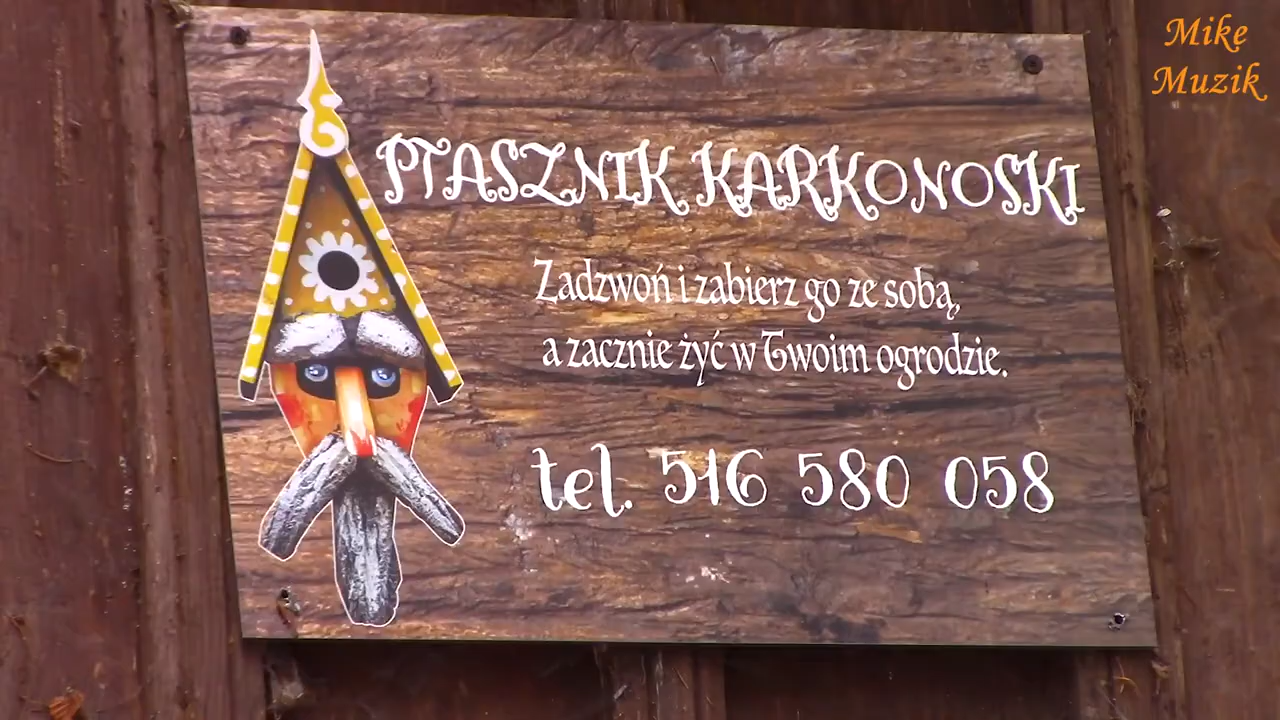 Mike
Muzik
PTASZNIK KARKONOSKI
Zadzwoń i zabierz go ze sobą,
a zacznie żyć w Twoim ogrodzie.
tel. 516 580 058